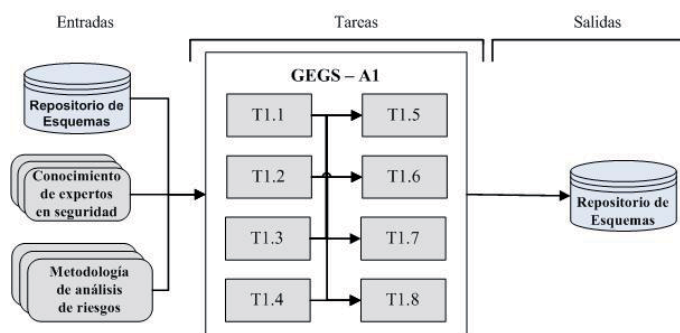 Entradas
Tareas
Salidas
Repositorio de
Esquemas
Conocimiento
de expertos
en seguridad
Metodología
de análisis
de riesgos
GEGS – A1
T1.1
T1.5
T1.2
T1.6
T1.3
T1.7
T1.4
T1.8
Repositorio de
Esquemas